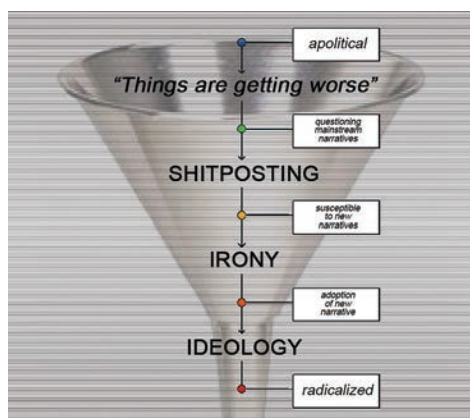 apolitical
“Things are getting worse”
questioning
mainstream
narratives
SHITPOSTING
susceptible
to new
narratives
IRONY
adoption
of new
narrative
IDEOLOGY
radicalized